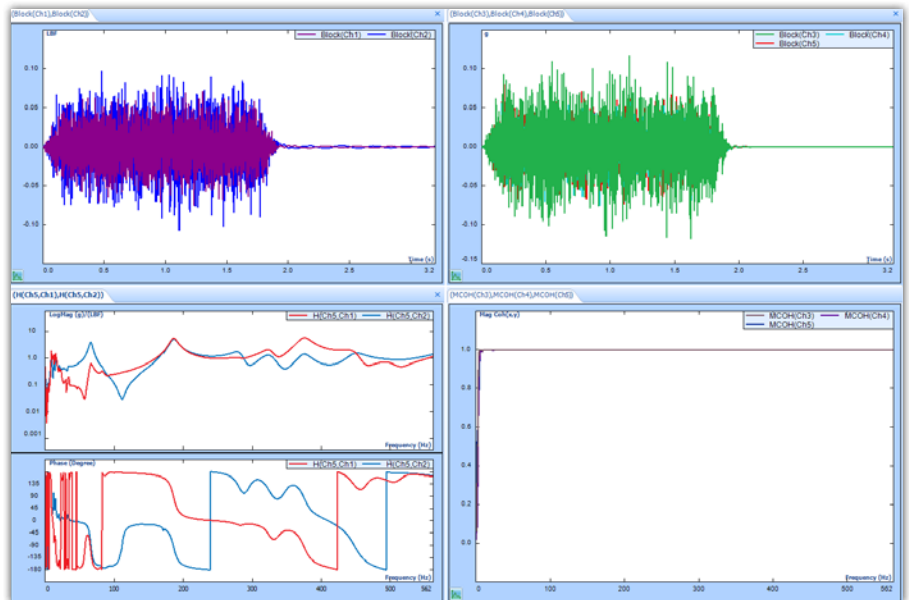 (Block(Ch1),Block(Ch2))
LBF
Block(Ch1) Block(Ch2)
0.10
0.05
0.00
-0.05
-0.10
Time (s)
0.0 0.5 1.0 1.5 2.0 2.5 3.2
(Block(Ch3),Block(Ch4),Block(Ch5))
g
Block(Ch3) Block(Ch4)
Block(Ch5)
0.10
0.05
0.00
-0.05
-0.10
-0.15
Time (s)
0.0 0.5 1.0 1.5 2.0 2.5 3.2
(H(Ch5,Ch1),H(Ch5,Ch2))
LogMag (g)/(LBF)
H(Ch5,Ch1) H(Ch5,Ch2)
10
1.0
0.1
0.01
0.001
Frequency (Hz)
0 100 200 300 400 562
Phase (Degree)
H(Ch5,Ch1) H(Ch5,Ch2)
135
90
45
0
-45
-90
-135
-180
Frequency (Hz)
0 100 200 300 400 500 562
(MCOH(Ch3),MCOH(Ch4),MCOH(Ch5))
Mag Coh(x,y)
MCOH(Ch3) MCOH(Ch4)
MCOH(Ch5)
1.0
0.8
0.6
0.4
0.2
0.0
Frequency (Hz)
0 100 200 300 400 500 562